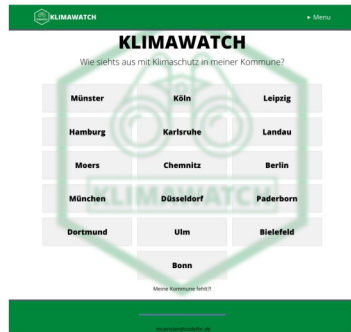 KLIMAWATCH
► Menu
KLIMAWATCH
Wie siehts aus mit Klimaschutz in meiner Kommune?
Münster Köln Leipzig
Hamburg Karlsruhe Landau
Moers Chemnitz Berlin
KLIMAWATCH
München Düsseldorf Paderborn
Dortmund Ulm Bielefeld
Bonn
Meine Kommune fehlt?!